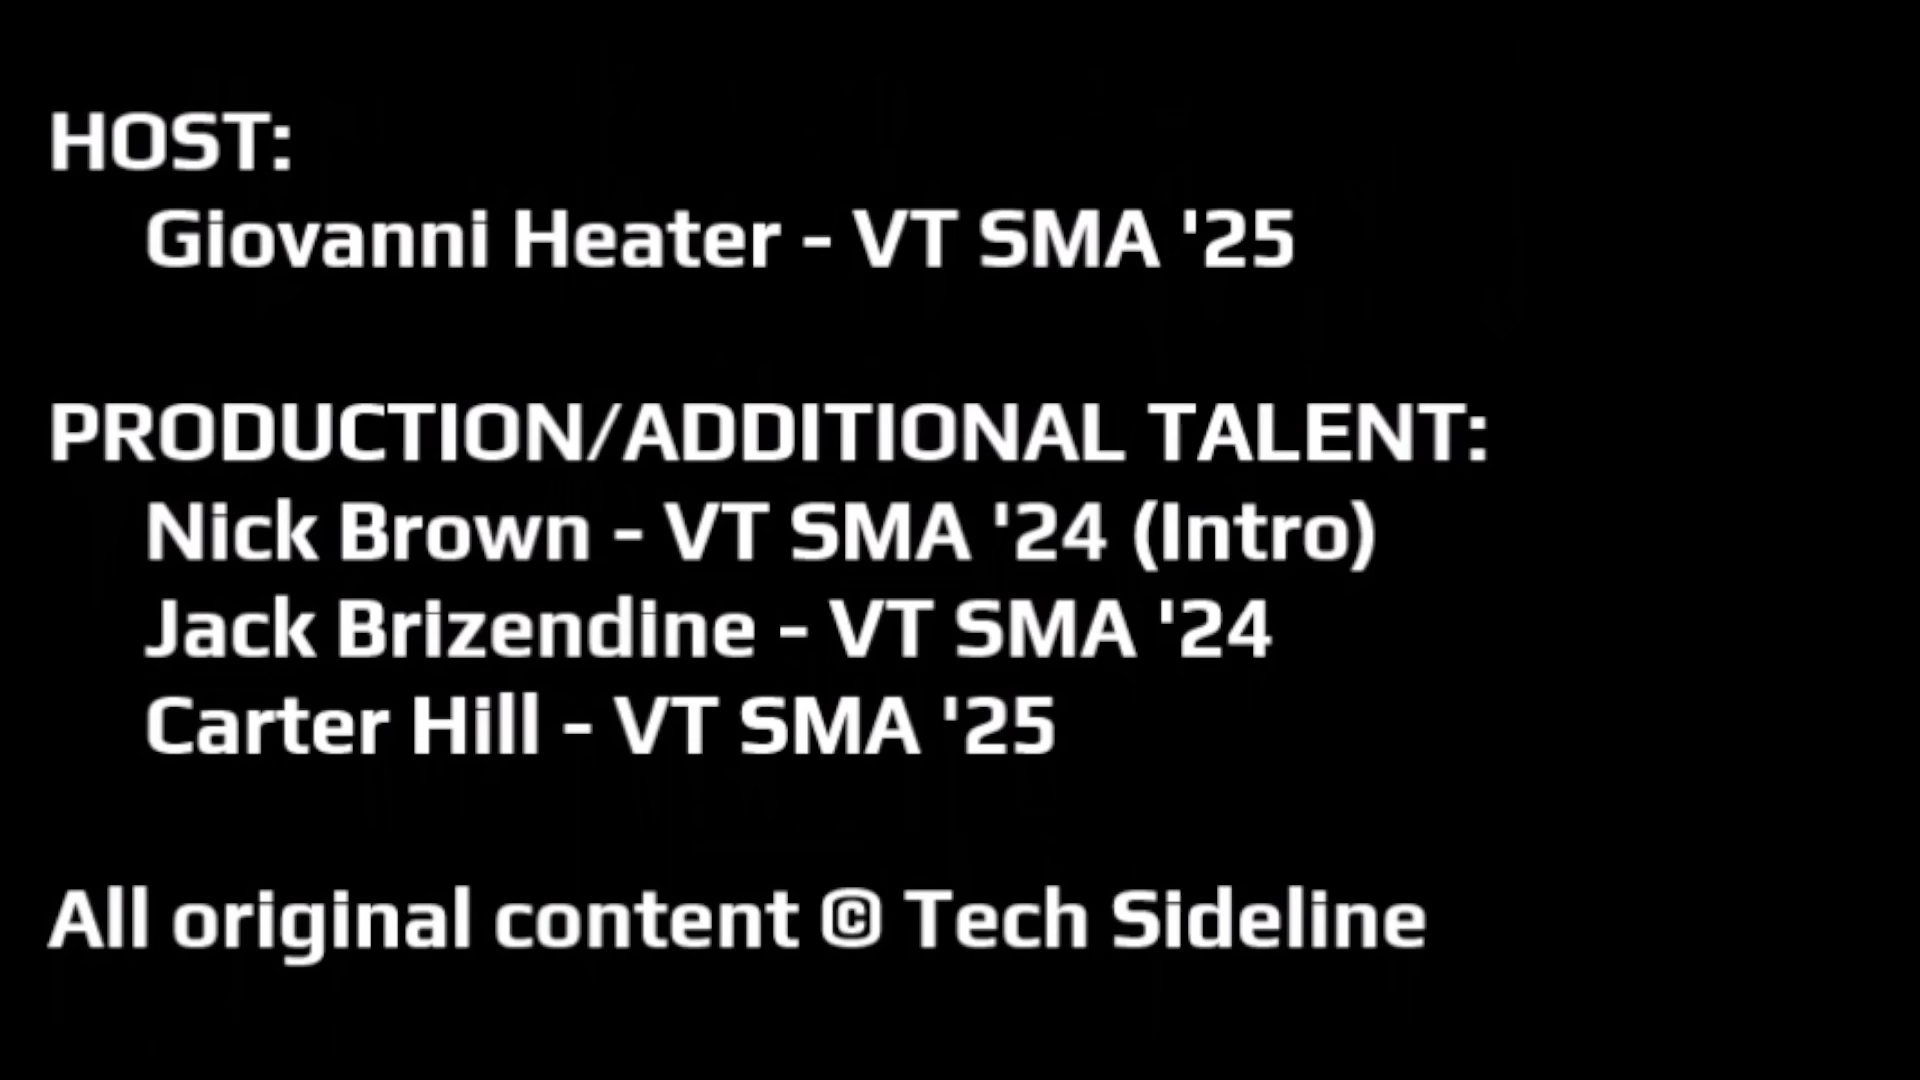 HOST:
Giovanni Heater - VT SMA '25
PRODUCTION/ADDITIONAL TALENT:
Nick Brown - VT SMA '24 (Intro)
Jack Brizendine - VT SMA '24
Carter Hill - VT SMA '25
All original content © Tech Sideline